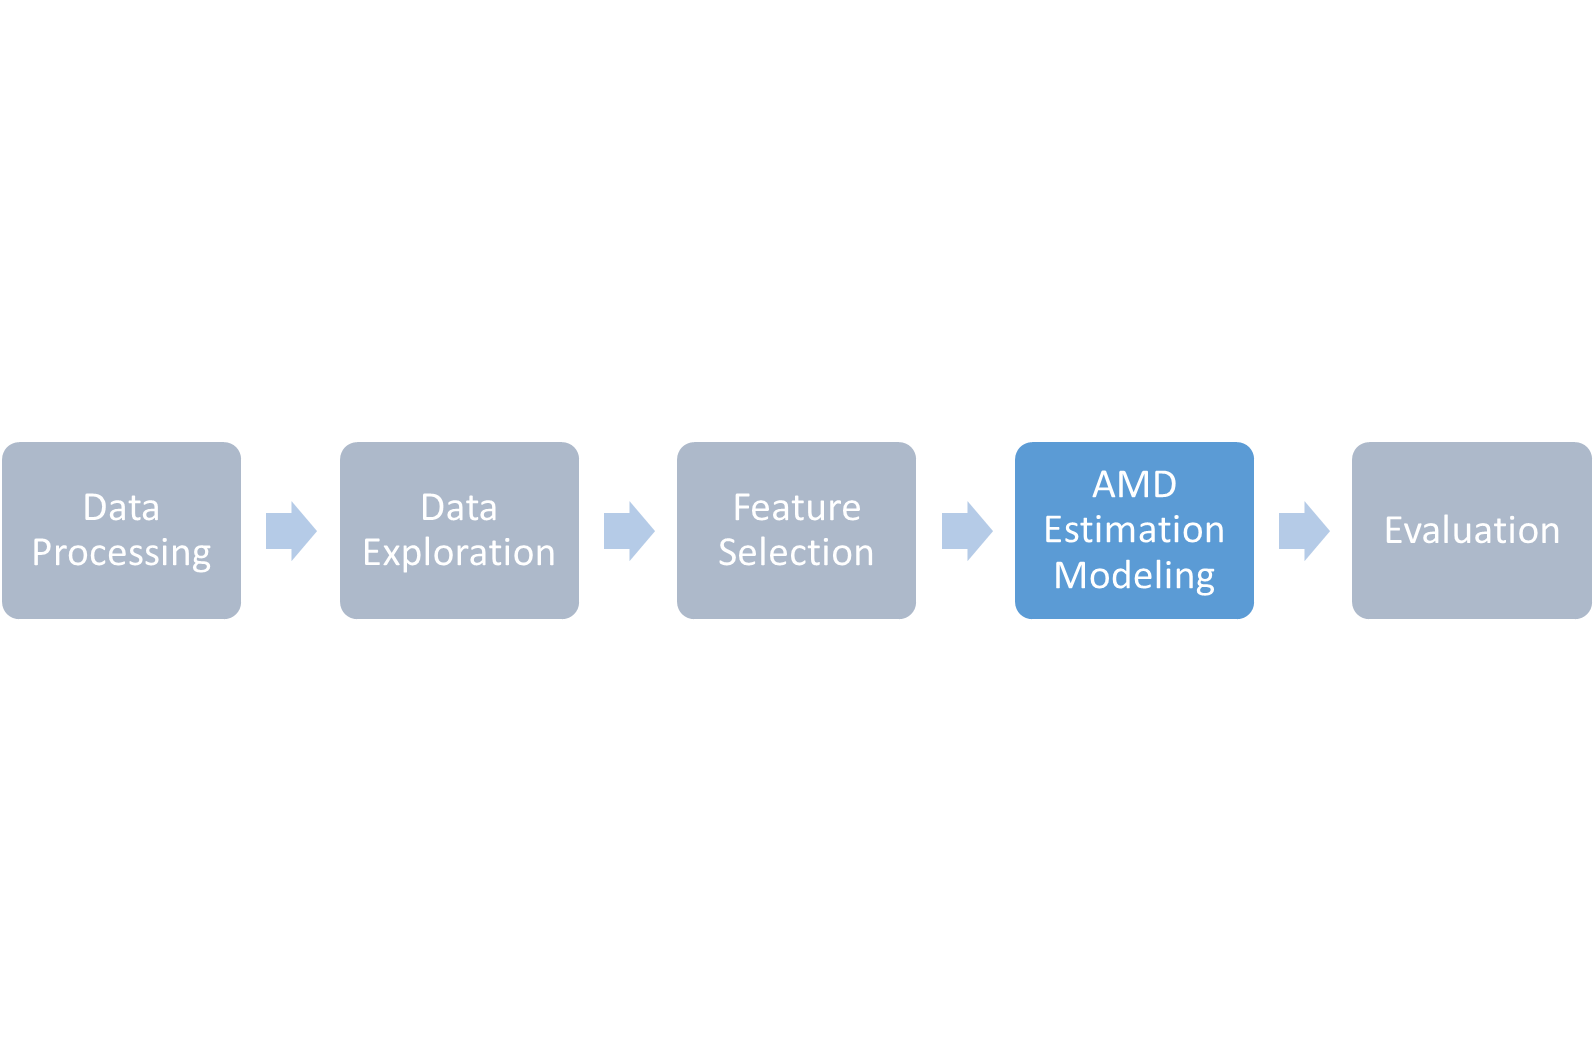 Data
Processing
Data
Exploration
Feature
Selection
AMD
Estimation
Modeling
Evaluation